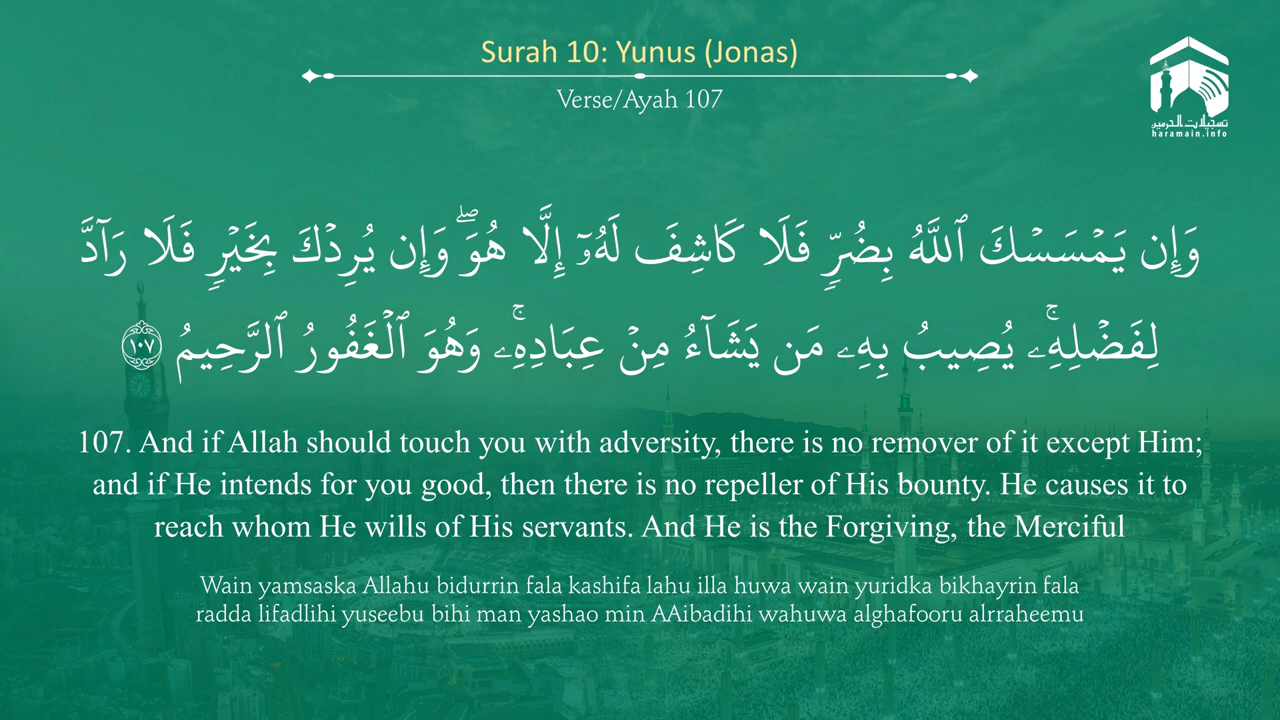 Surah 10: Yunus (Jonas)
Verse/Ayah 107
تسجيلات الحرمين
haramain.info
وَإِن يَمْسَسْكَ ٱللَّهُ بِضُرٍّ فَلَا كَاشِفَ لَهُۥٓ إِلَّا هُوَ ۖ وَإِن يُرِدْكَ بِخَيْرٍ فَلَا رَآدَّ
لِفَضْلِهِۦ ۚ يُصِيبُ بِهِۦ مَن يَشَآءُ مِنْ عِبَادِهِۦ ۚ وَهُوَ ٱلْغَفُورُ ٱلرَّحِيمُ ١٠٧
107. And if Allah should touch you with adversity, there is no remover of it except Him;
and if He intends for you good, then there is no repeller of His bounty. He causes it to
reach whom He wills of His servants. And He is the Forgiving, the Merciful
Wain yamsaska Allahu bidurrin fala kashifa lahu illa huwa wain yuridka bikhayrin fala
radda lifadlihi yuseebu bihi man yashao min AAibadihi wahuwa alghafooru alrraheemu